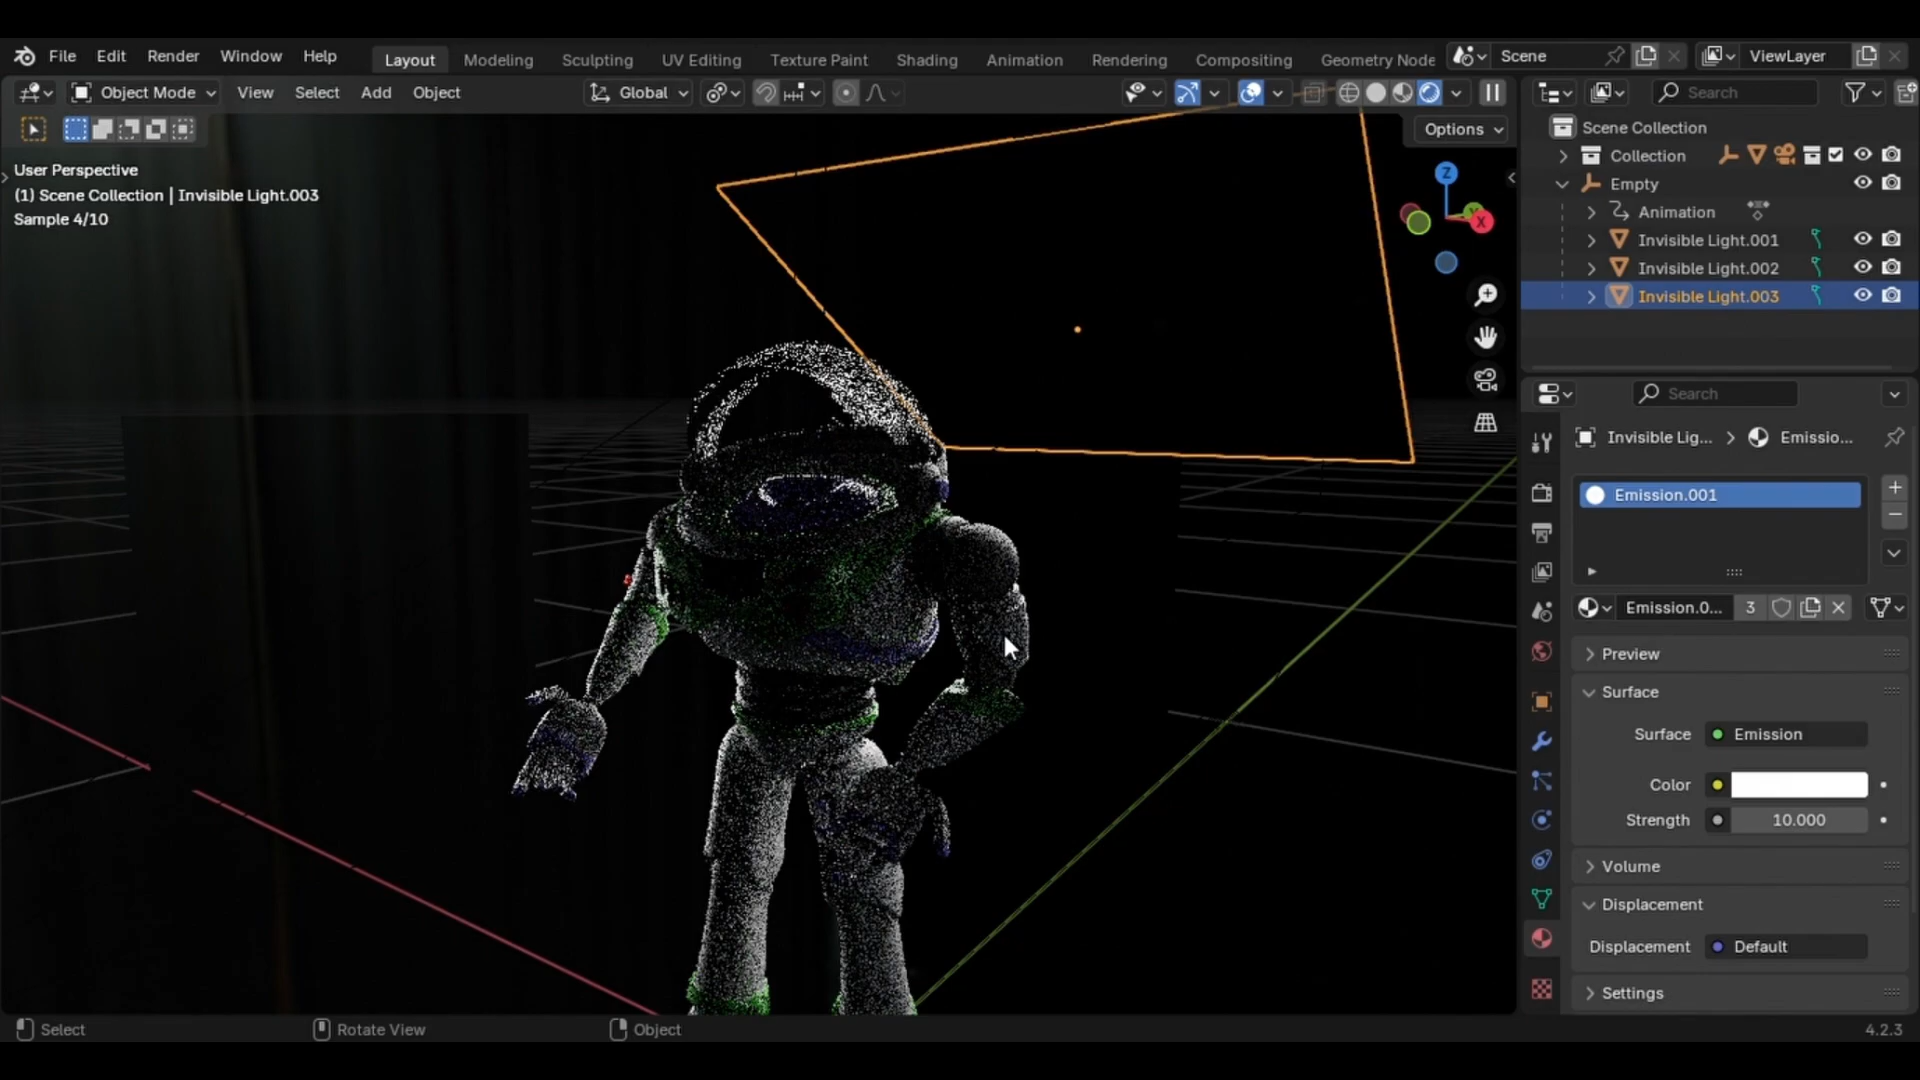 File Edit Render Window Help Layout Modeling Sculpting UV Editing Texture Paint Shading Animation Rendering Compositing Geometry Node Scene ViewLayer
Object Mode View Select Add Object Global Search
Options
Scene Collection
User Perspective
(1) Scene Collection | Invisible Light.003
Sample 4/10
Collection
Empty
Animation
Invisible Light.001
Invisible Light.002
Invisible Light.003
Z
X
Search
Invisible Lig... Emissio...
Emission.001
Emission.0... 3
Preview
Surface
Surface Emission
Color
Strength 10.000
Volume
Displacement
Displacement Default
Settings
Select Rotate View Object 4.2.3